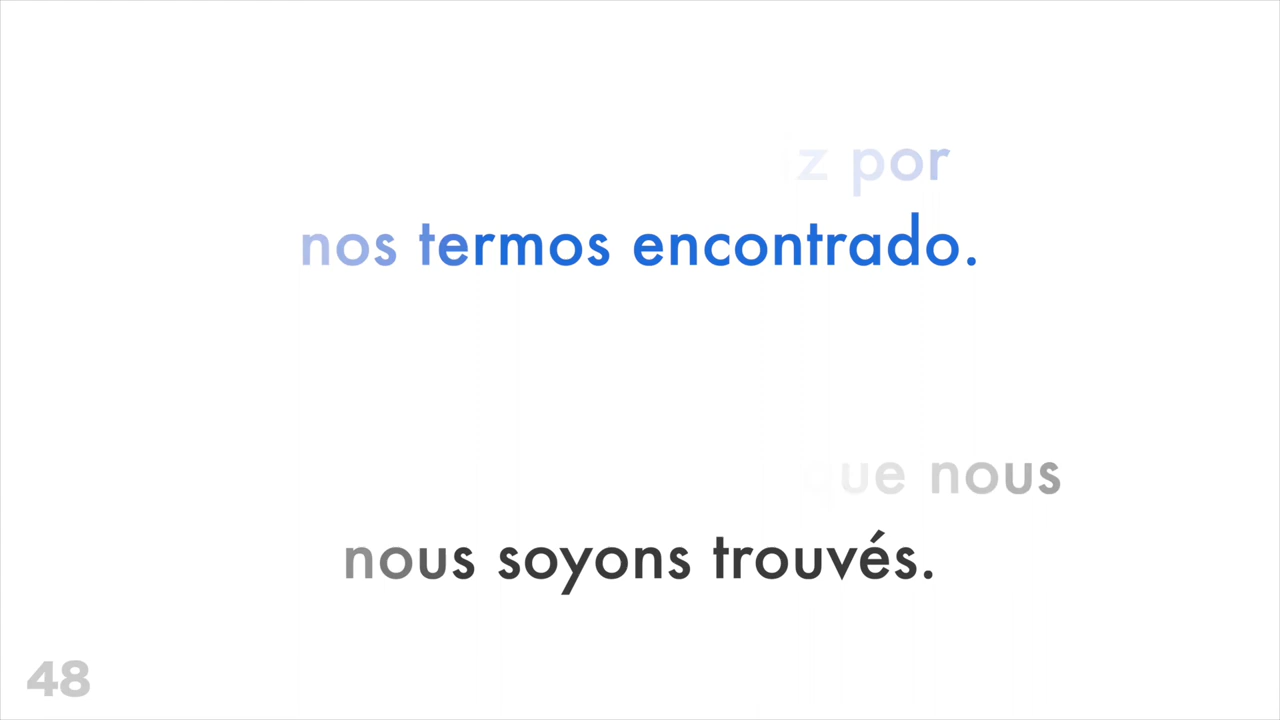 por
nos termos encontrado.
que nous
nous soyons trouvés.
48